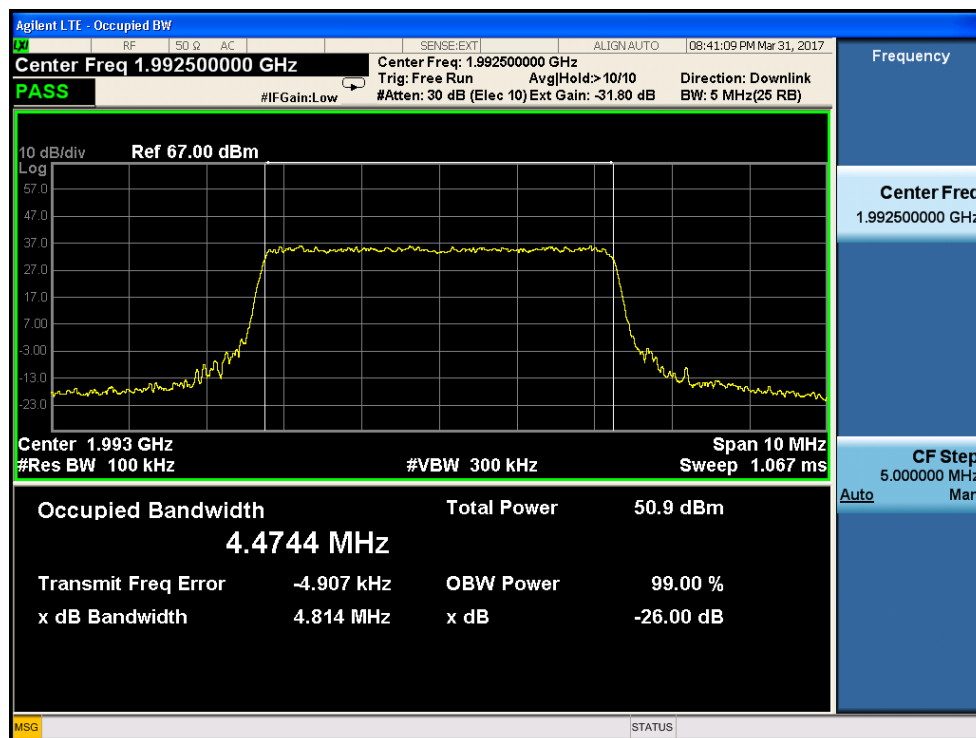 Agilent LTE - Occupied BW
LXI RF 50 Ω AC SENSE:EXT ALIGN AUTO 08:41:09 PM Mar 31, 2017
Center Freq 1.992500000 GHz
PASS
#IFGain:Low
Center Freq: 1.992500000 GHz
Trig: Free Run Avg|Hold:>10/10
#Atten: 30 dB (Elec 10) Ext Gain: -31.80 dB
Direction: Downlink
BW: 5 MHz(25 RB)
10 dB/div Ref 67.00 dBm
Log
57.0
47.0
37.0
27.0
17.0
7.00
-3.00
-13.0
-23.0
Center 1.993 GHz Span 10 MHz
#Res BW 100 kHz #VBW 300 kHz Sweep 1.067 ms
Occupied Bandwidth Total Power 50.9 dBm
4.4744 MHz
Transmit Freq Error -4.907 kHz OBW Power 99.00 %
x dB Bandwidth 4.814 MHz x dB -26.00 dB
MSG STATUS
Frequency
Center Freq
1.992500000 GHz
CF Step
5.000000 MHz
Auto Man